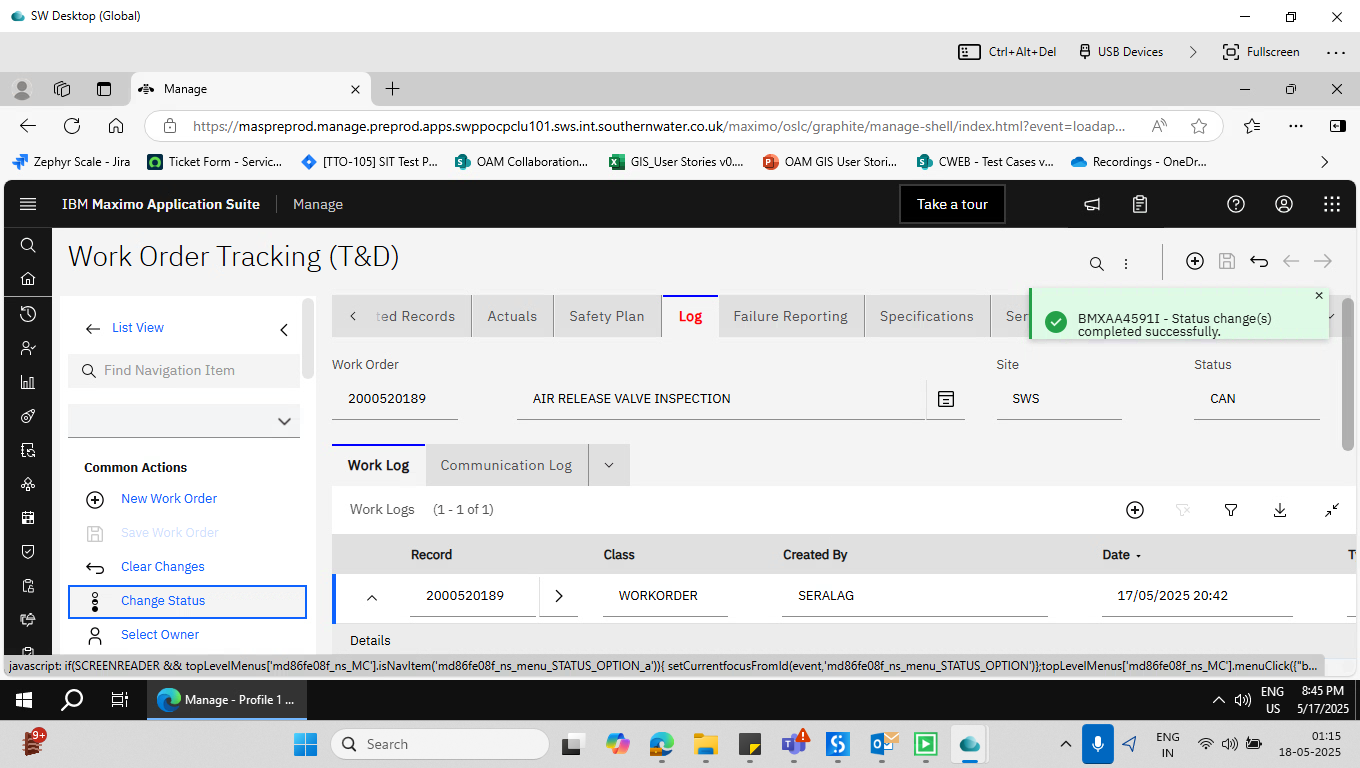 SW Desktop (Global)
Ctrl+Alt+Del
USB Devices
Fullscreen
Manage
https://maspreprod.manage.preprod.apps.swppocpclu101.sws.int.southernwater.co.uk/maximo/oslc/graphite/manage-shell/index.html?event=loadap...
Zephyr Scale - Jira
Ticket Form - Servic...
[TTO-105] SIT Test P...
OAM Collaboration...
GIS_User Stories v0....
OAM GIS User Stori...
CWEB - Test Cases v...
Recordings - OneDr...
IBM Maximo Application Suite
Manage
Take a tour
Work Order Tracking (T&D)
List View
Find Navigation Item
Common Actions
New Work Order
Save Work Order
Clear Changes
Change Status
Select Owner
ted Records
Actuals
Safety Plan
Log
Failure Reporting
Specifications
Ser
BMXAA4591I - Status change(s)
completed successfully.
Work Order
Site
Status
2000520189
AIR RELEASE VALVE INSPECTION
SWS
CAN
Work Log
Communication Log
Work Logs (1 - 1 of 1)
Record
Class
Created By
Date
2000520189
WORKORDER
SERALAG
17/05/2025 20:42
Details
javascript: if(SCREENREADER && topLevelMenus['md86fe08f_ns_MC'].isNavItem('md86fe08f_ns_menu_STATUS_OPTION_a')){ setCurrentfocusFromId(event,'md86fe08f_ns_menu_STATUS_OPTION')};topLevelMenus['md86fe08f_ns_MC'].menuClick({"b...
Manage - Profile 1 ...
ENG
US
8:45 PM
5/17/2025
9+
Search
ENG
IN
01:15
18-05-2025